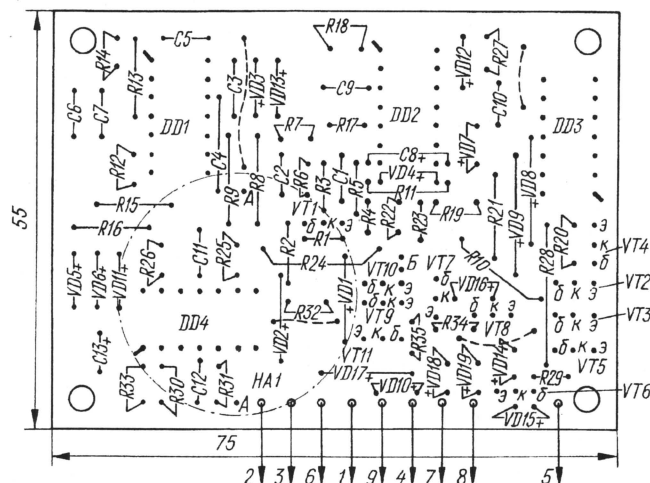 R18
C5
R14
R13
C3
+VD3
VD13+
VD12
R27
C9
C6
C7
DD1
R7
R17
DD2
C10
DD3
R12
C4
C2
R6
R3
C1
R5
C8+
VD4+
R11
+VD7
R15
R9
R8
А
VT1
R4
R22
R23
R19
R21
+VD9
VD8+
R16
б к э
R1
R20
э
к
б
VT4
R26
C11
R25
R2
R24
VT10
Б
VT7
R10
R28
VT2
VD5+
VD6+
VD11+
R32
VD1
б к э
VT9
б
к
э
VD16+
б к э
б к э
VT3
DD4
VD2+
R34
VT8
б к э
C13+
VT11
э к б
R35
VD18+
VD19+
VD14+
VT5
R33
R30
C12
R31
HA1
VD17+
VD10+
R29
э к б
VT6
А
VD15+
55
75
2 3 6 1 9 4 7 8 5